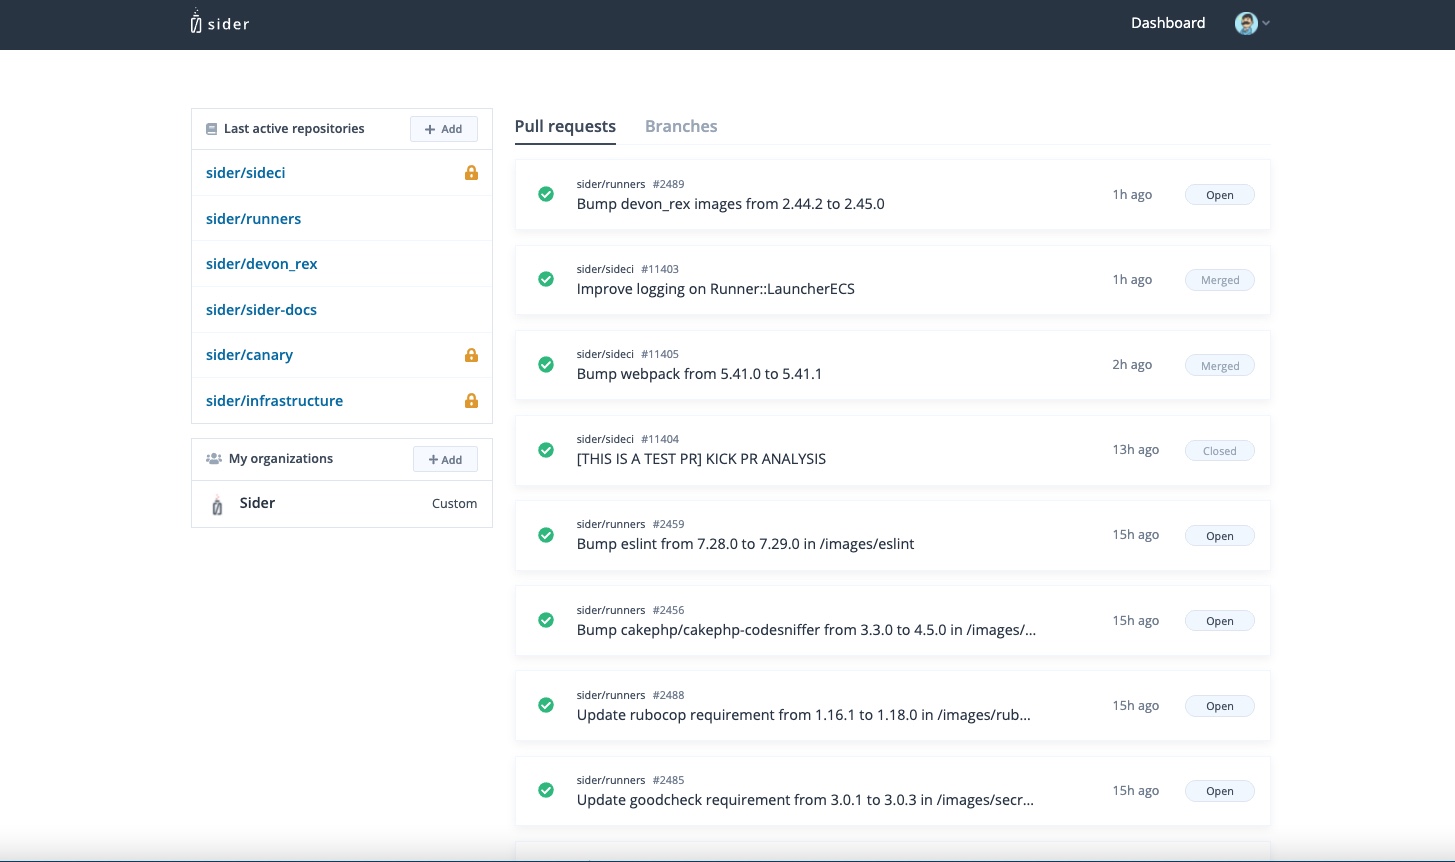 sider
Dashboard
Last active repositories
Add
sider/sideci
sider/runners
sider/devon_rex
sider/sider-docs
sider/canary
sider/infrastructure
My organizations
Add
Sider
Custom
Pull requests
Branches
sider/runners #2489
Bump devon_rex images from 2.44.2 to 2.45.0
1h ago
Open
sider/sideci #11403
Improve logging on Runner::LauncherECS
1h ago
Merged
sider/sideci #11405
Bump webpack from 5.41.0 to 5.41.1
2h ago
Merged
sider/sideci #11404
[THIS IS A TEST PR] KICK PR ANALYSIS
13h ago
Closed
sider/runners #2459
Bump eslint from 7.28.0 to 7.29.0 in /images/eslint
15h ago
Open
sider/runners #2456
Bump cakephp/cakephp-codesniffer from 3.3.0 to 4.5.0 in /images/...
15h ago
Open
sider/runners #2488
Update rubocop requirement from 1.16.1 to 1.18.0 in /images/rub...
15h ago
Open
sider/runners #2485
Update goodcheck requirement from 3.0.1 to 3.0.3 in /images/secr...
15h ago
Open